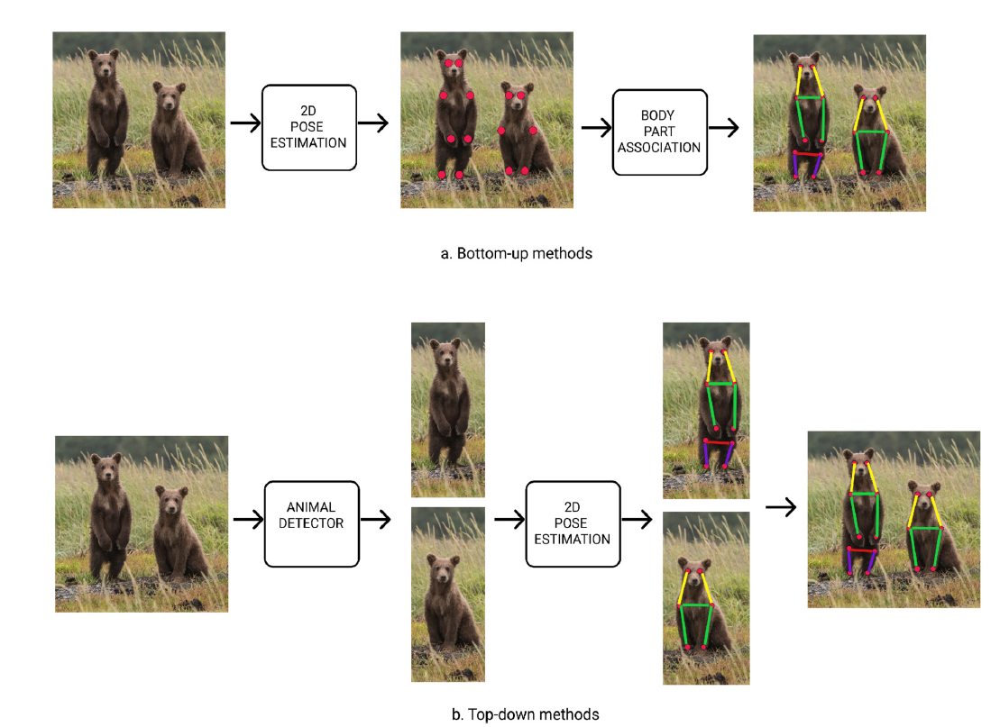 2D
POSE
ESTIMATION
BODY
PART
ASSOCIATION
a. Bottom-up methods
ANIMAL
DETECTOR
2D
POSE
ESTIMATION
b. Top-down methods